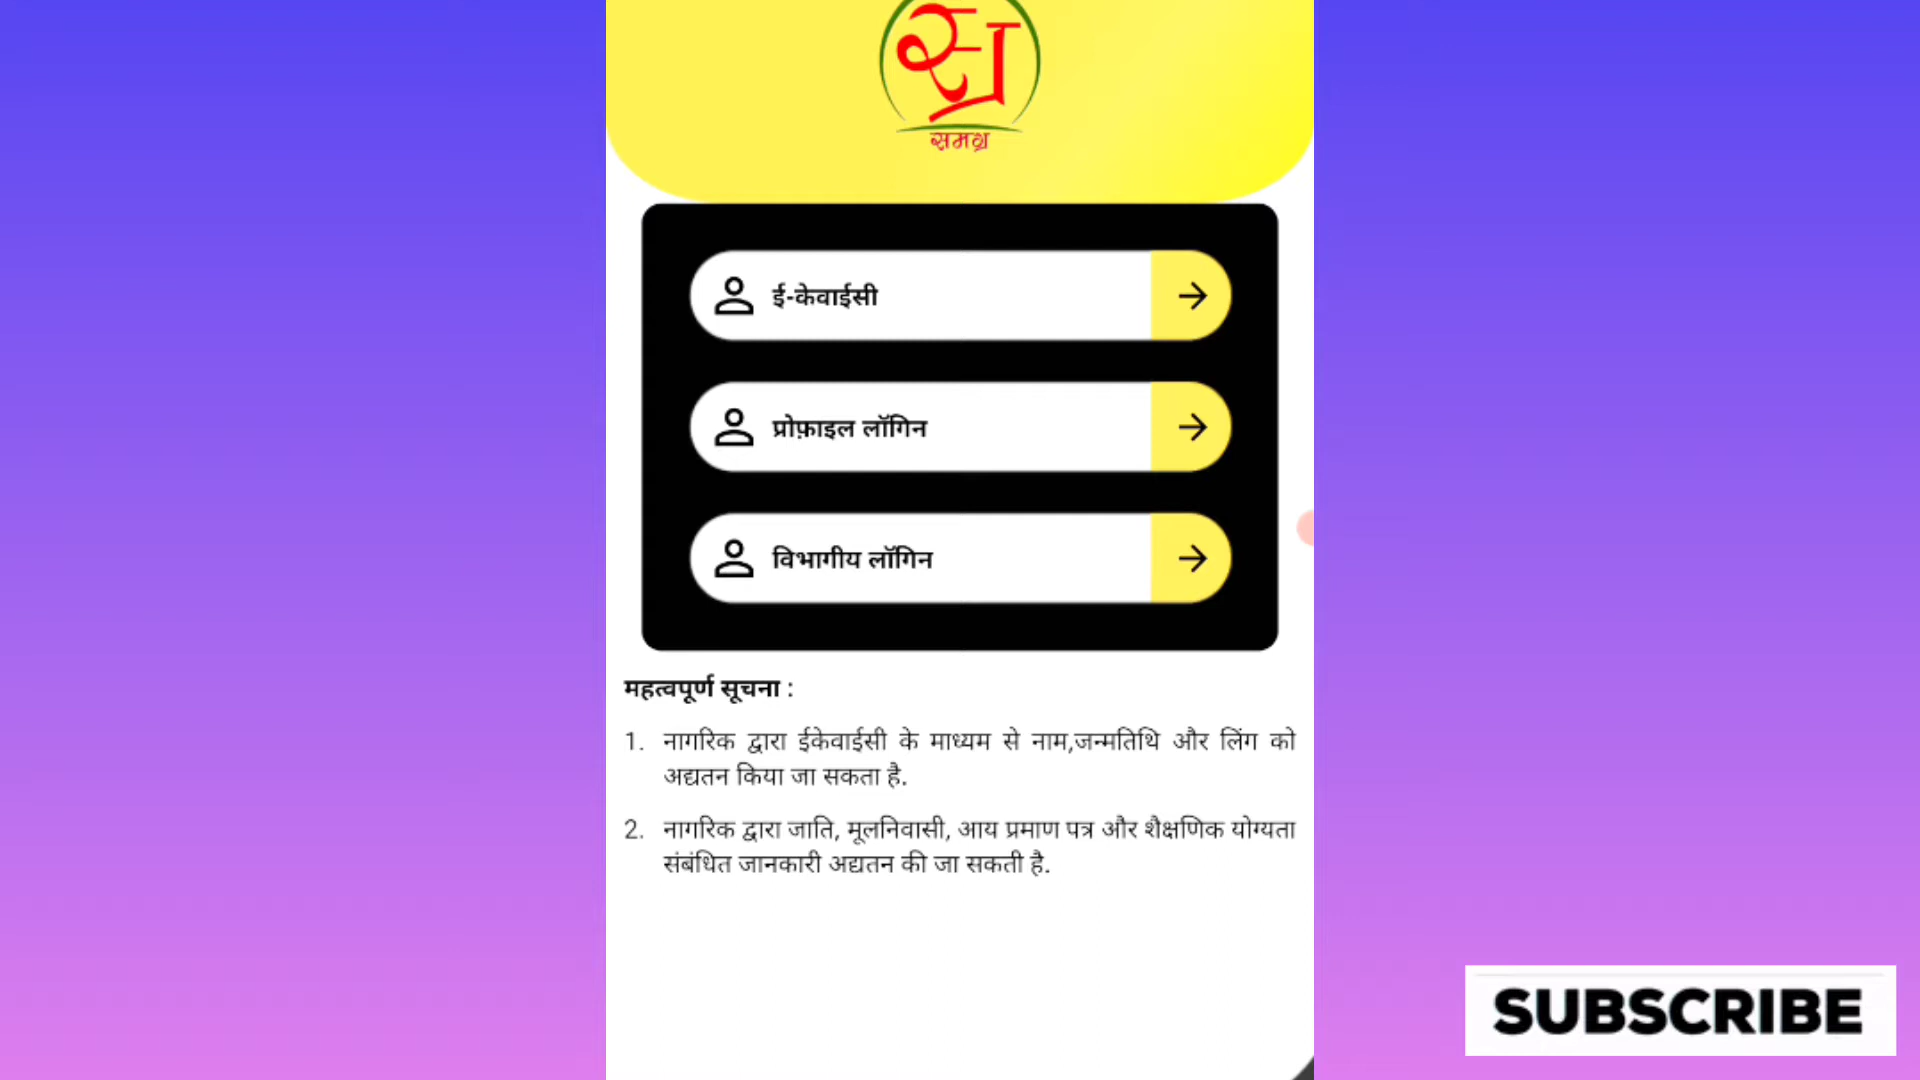 स
समग्र
ई-केवाईसी
प्रोफ़ाइल लॉगिन
विभागीय लॉगिन
महत्वपूर्ण सूचना :
1. नागरिक द्वारा ईकेवाईसी के माध्यम से नाम,जन्मतिथि और लिंग को
अद्यतन किया जा सकता है.
2. नागरिक द्वारा जाति, मूलनिवासी, आय प्रमाण पत्र और शैक्षणिक योग्यता
संबंधित जानकारी अद्यतन की जा सकती है.
SUBSCRIBE